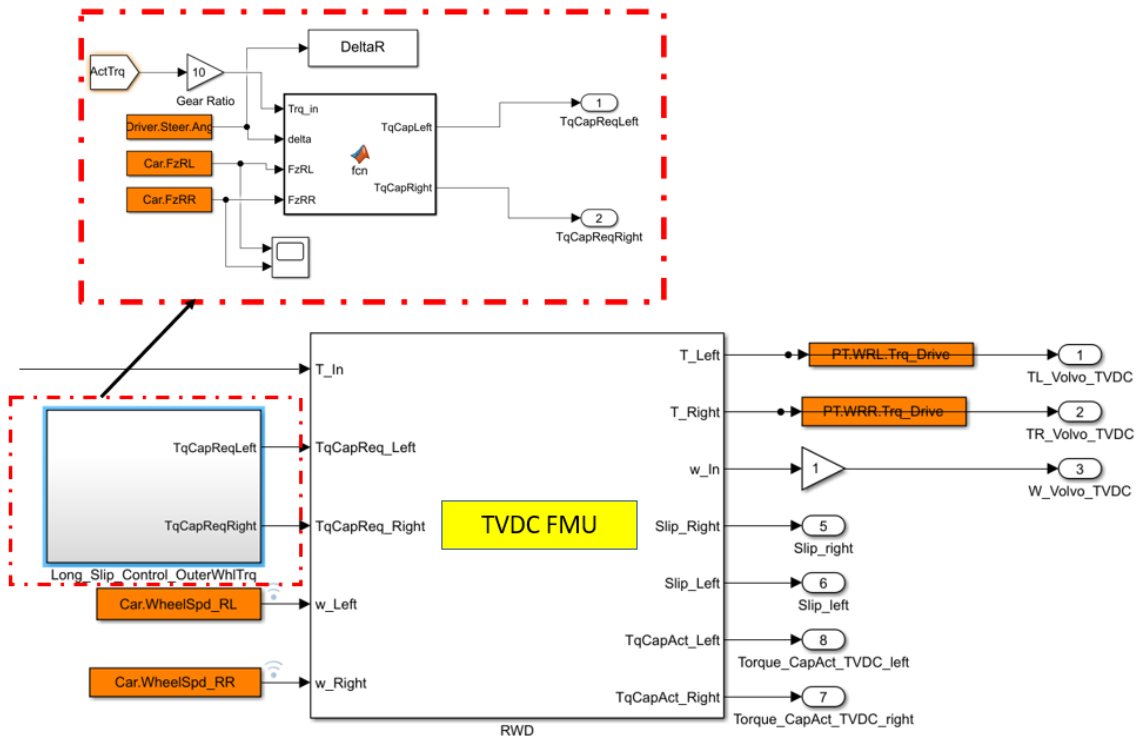 DeltaR
ActTrq
10
Gear Ratio
Driver.Steer.Ang
Car.FzRL
Car.FzRR
Trq_in
delta
FzRL
FzRR
fcn
TqCapLeft
TqCapRight
1
TqCapReqLeft
2
TqCapReqRight
TqCapReqLeft
TqCapReqRight
Long_Slip_Control_OuterWhlTrq
Car.WheelSpd_RL
Car.WheelSpd_RR
T_In
TqCapReq_Left
TqCapReq_Right
w_Left
w_Right
TVDC FMU
T_Left
T_Right
w_In
Slip_Right
Slip_Left
TqCapAct_Left
TqCapAct_Right
RWD
PT.WRL.Trq_Drive
1
TL_Volvo_TVDC
PT.WRR.Trq_Drive
2
TR_Volvo_TVDC
1
3
W_Volvo_TVDC
5
Slip_right
6
Slip_left
8
Torque_CapAct_TVDC_left
7
Torque_CapAct_TVDC_right